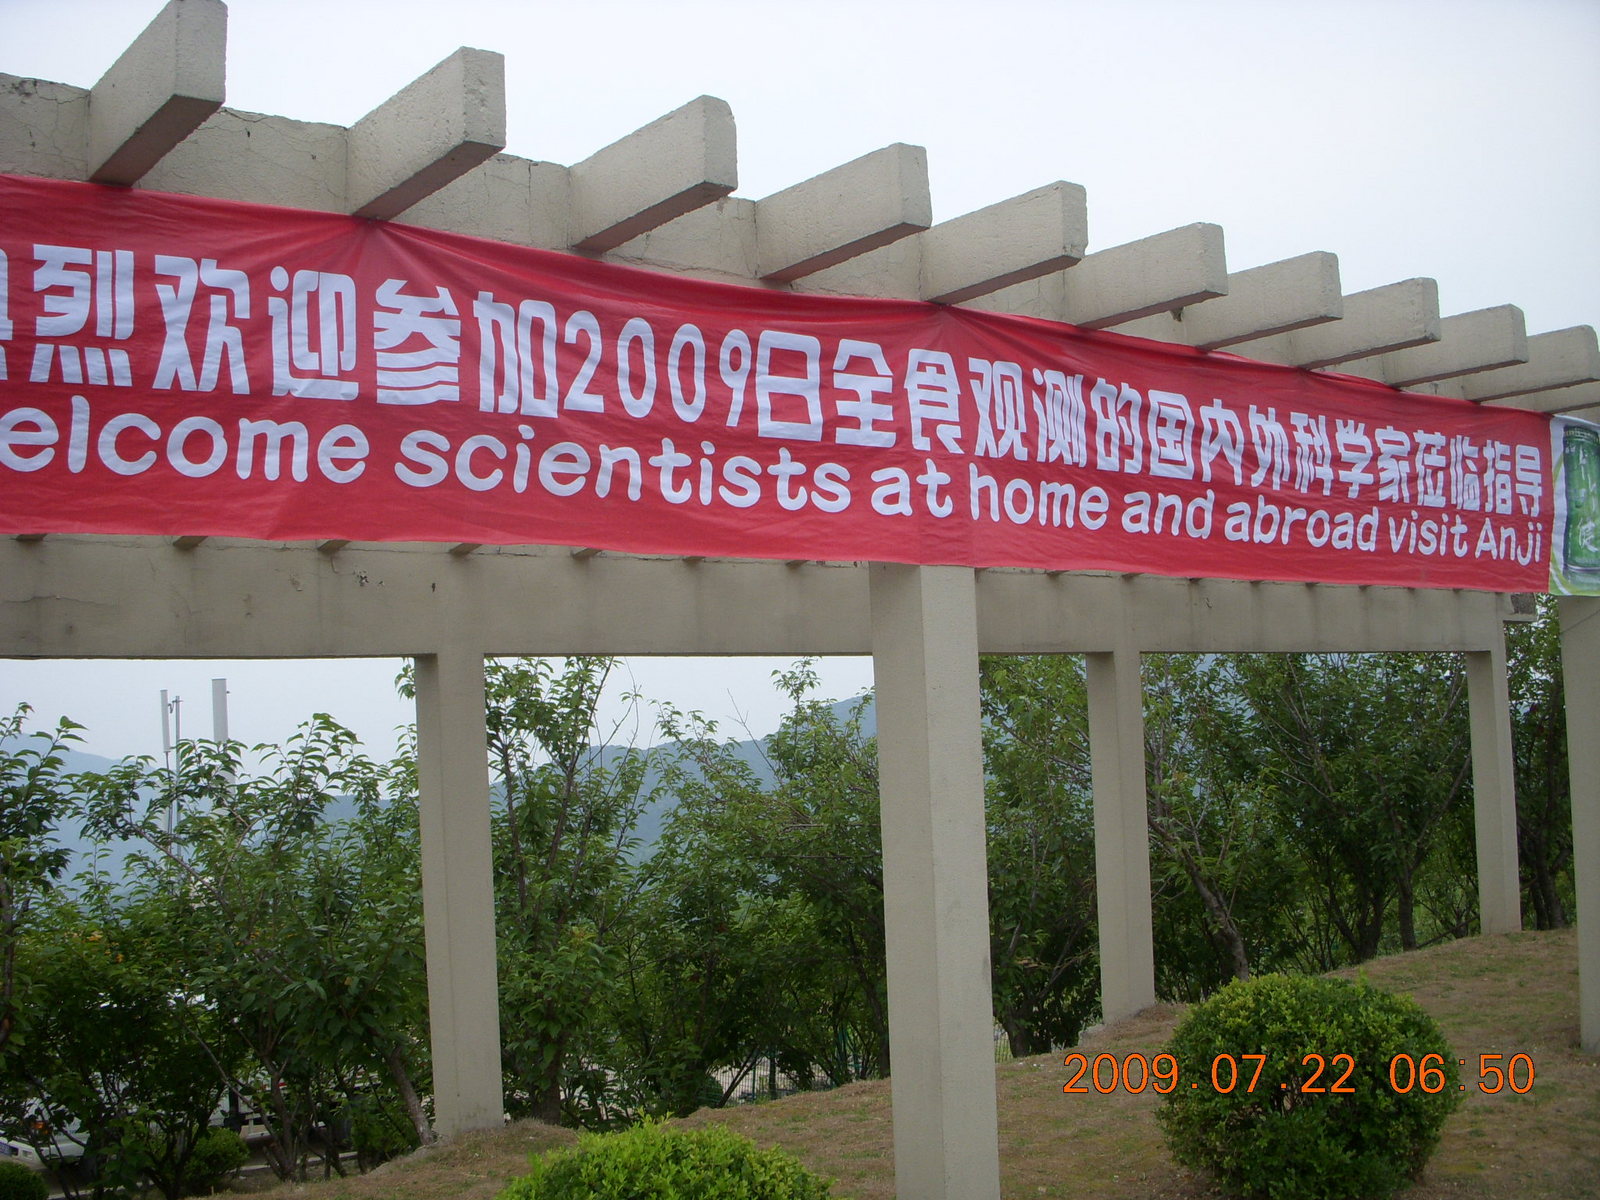 烈欢迎参加2009日全食观测的国内外科学家莅临指导
elcome scientists at home and abroad visit Anji
2009.07.22 06:50